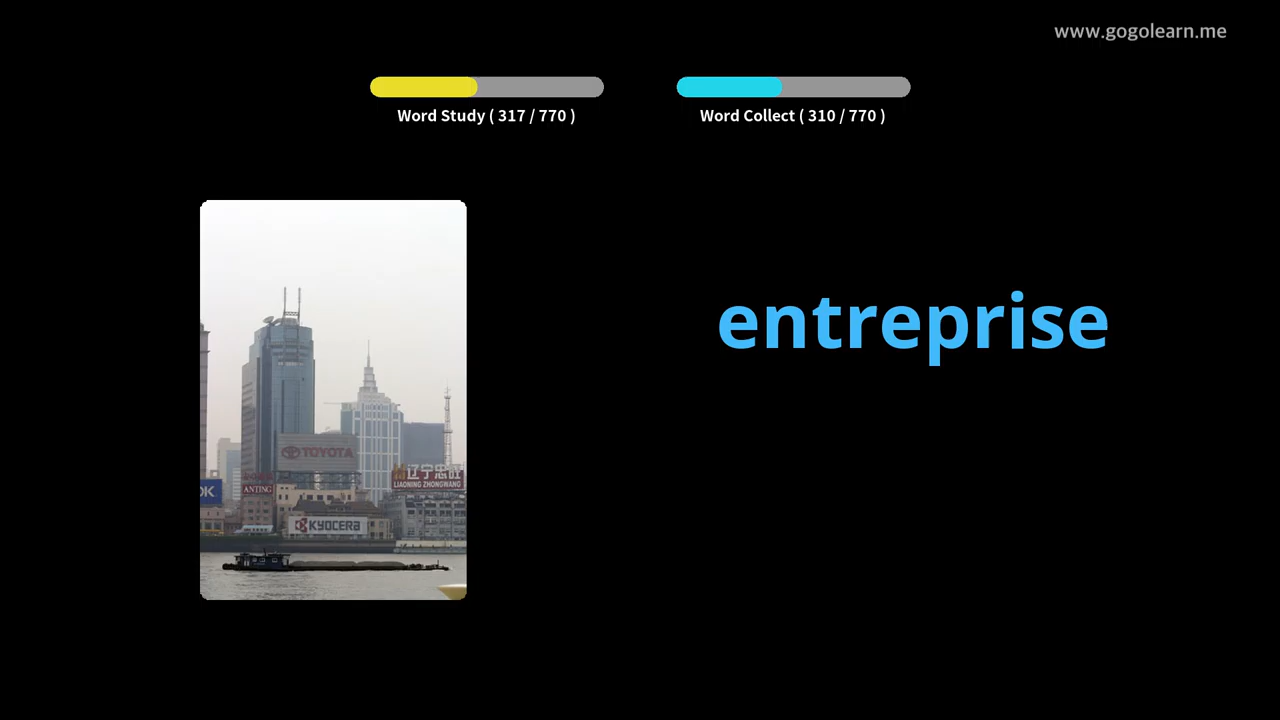 www.gogolearn.me
Word Study ( 317 / 770 )
Word Collect ( 310 / 770 )
entreprise
TOYOTA
辽宁忠旺
LIAONING ZHONGWANG
OK
ANTING
KYOCERA